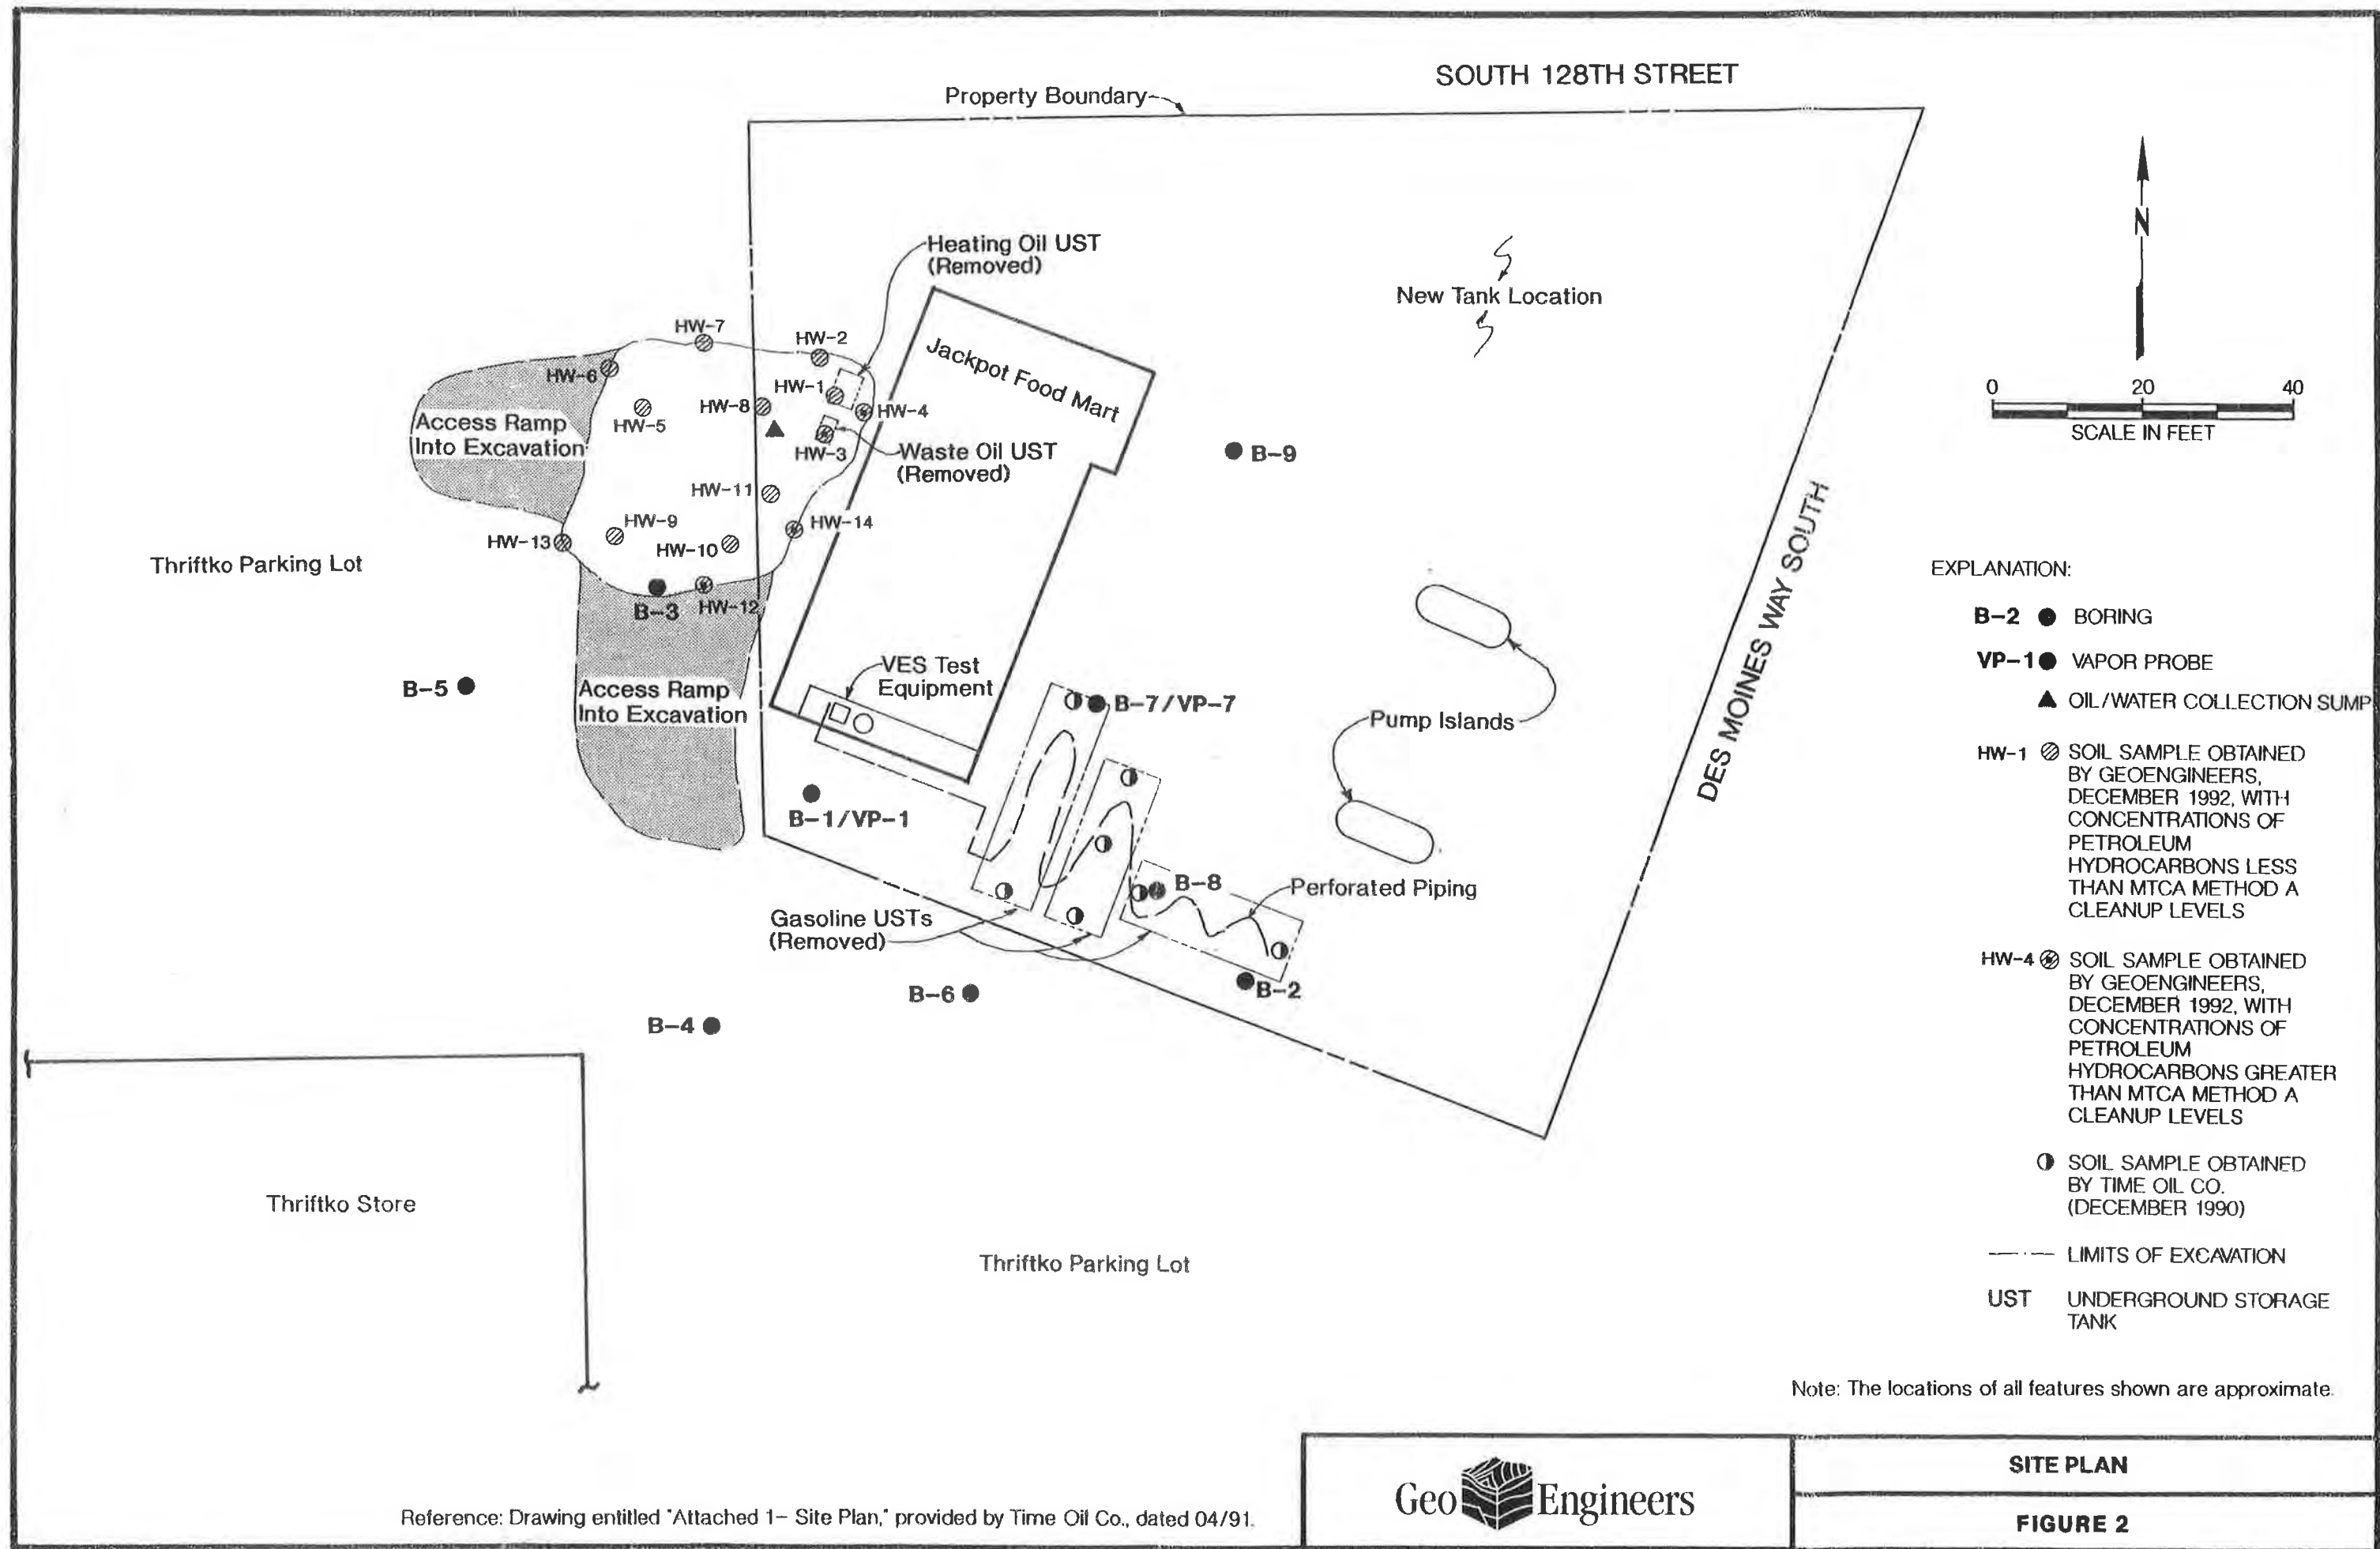 SOUTH 128TH STREET
Property Boundary
N
Heating Oil UST
(Removed)
New Tank Location
HW-7
HW-2
Jackpot Food Mart
HW-6
HW-1
0 20 40
SCALE IN FEET
HW-5
HW-8
HW-4
Access Ramp
Into Excavation
HW-3
Waste Oil UST
(Removed)
B-9
HW-11
HW-9
HW-14
HW-13
HW-10
Thriftko Parking Lot
DES MOINES WAY SOUTH
B-3
HW-12
VES Test
Equipment
B-5
Access Ramp
Into Excavation
B-7/VP-7
Pump Islands
B-1/VP-1
B-8
Perforated Piping
Gasoline USTs
(Removed)
B-6
B-2
B-4
Thriftko Store
Thriftko Parking Lot
EXPLANATION:
B-2 BORING
VP-1 VAPOR PROBE
OIL/WATER COLLECTION SUMP
HW-1 SOIL SAMPLE OBTAINED
BY GEOENGINEERS,
DECEMBER 1992, WITH
CONCENTRATIONS OF
PETROLEUM
HYDROCARBONS LESS
THAN MTCA METHOD A
CLEANUP LEVELS
HW-4 SOIL SAMPLE OBTAINED
BY GEOENGINEERS,
DECEMBER 1992, WITH
CONCENTRATIONS OF
PETROLEUM
HYDROCARBONS GREATER
THAN MTCA METHOD A
CLEANUP LEVELS
SOIL SAMPLE OBTAINED
BY TIME OIL CO.
(DECEMBER 1990)
LIMITS OF EXCAVATION
UST UNDERGROUND STORAGE
TANK
Note: The locations of all features shown are approximate.
Reference: Drawing entitled "Attached 1- Site Plan," provided by Time Oil Co., dated 04/91.
Geo Engineers
SITE PLAN
FIGURE 2